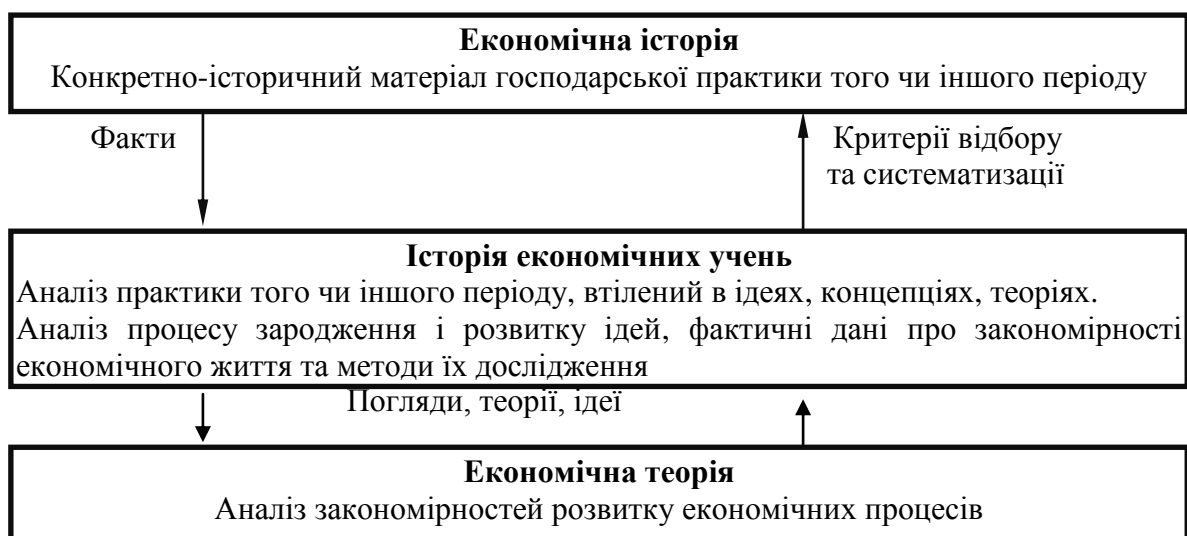 Економічна історія
Конкретно-історичний матеріал господарської практики того чи іншого періоду
Факти
Критерії відбору
та систематизації
Історія економічних учень
Аналіз практики того чи іншого періоду, втілений в ідеях, концепціях, теоріях.
Аналіз процесу зародження і розвитку ідей, фактичні дані про закономірності
економічного життя та методи їх дослідження
Погляди, теорії, ідеї
Економічна теорія
Аналіз закономірностей розвитку економічних процесів